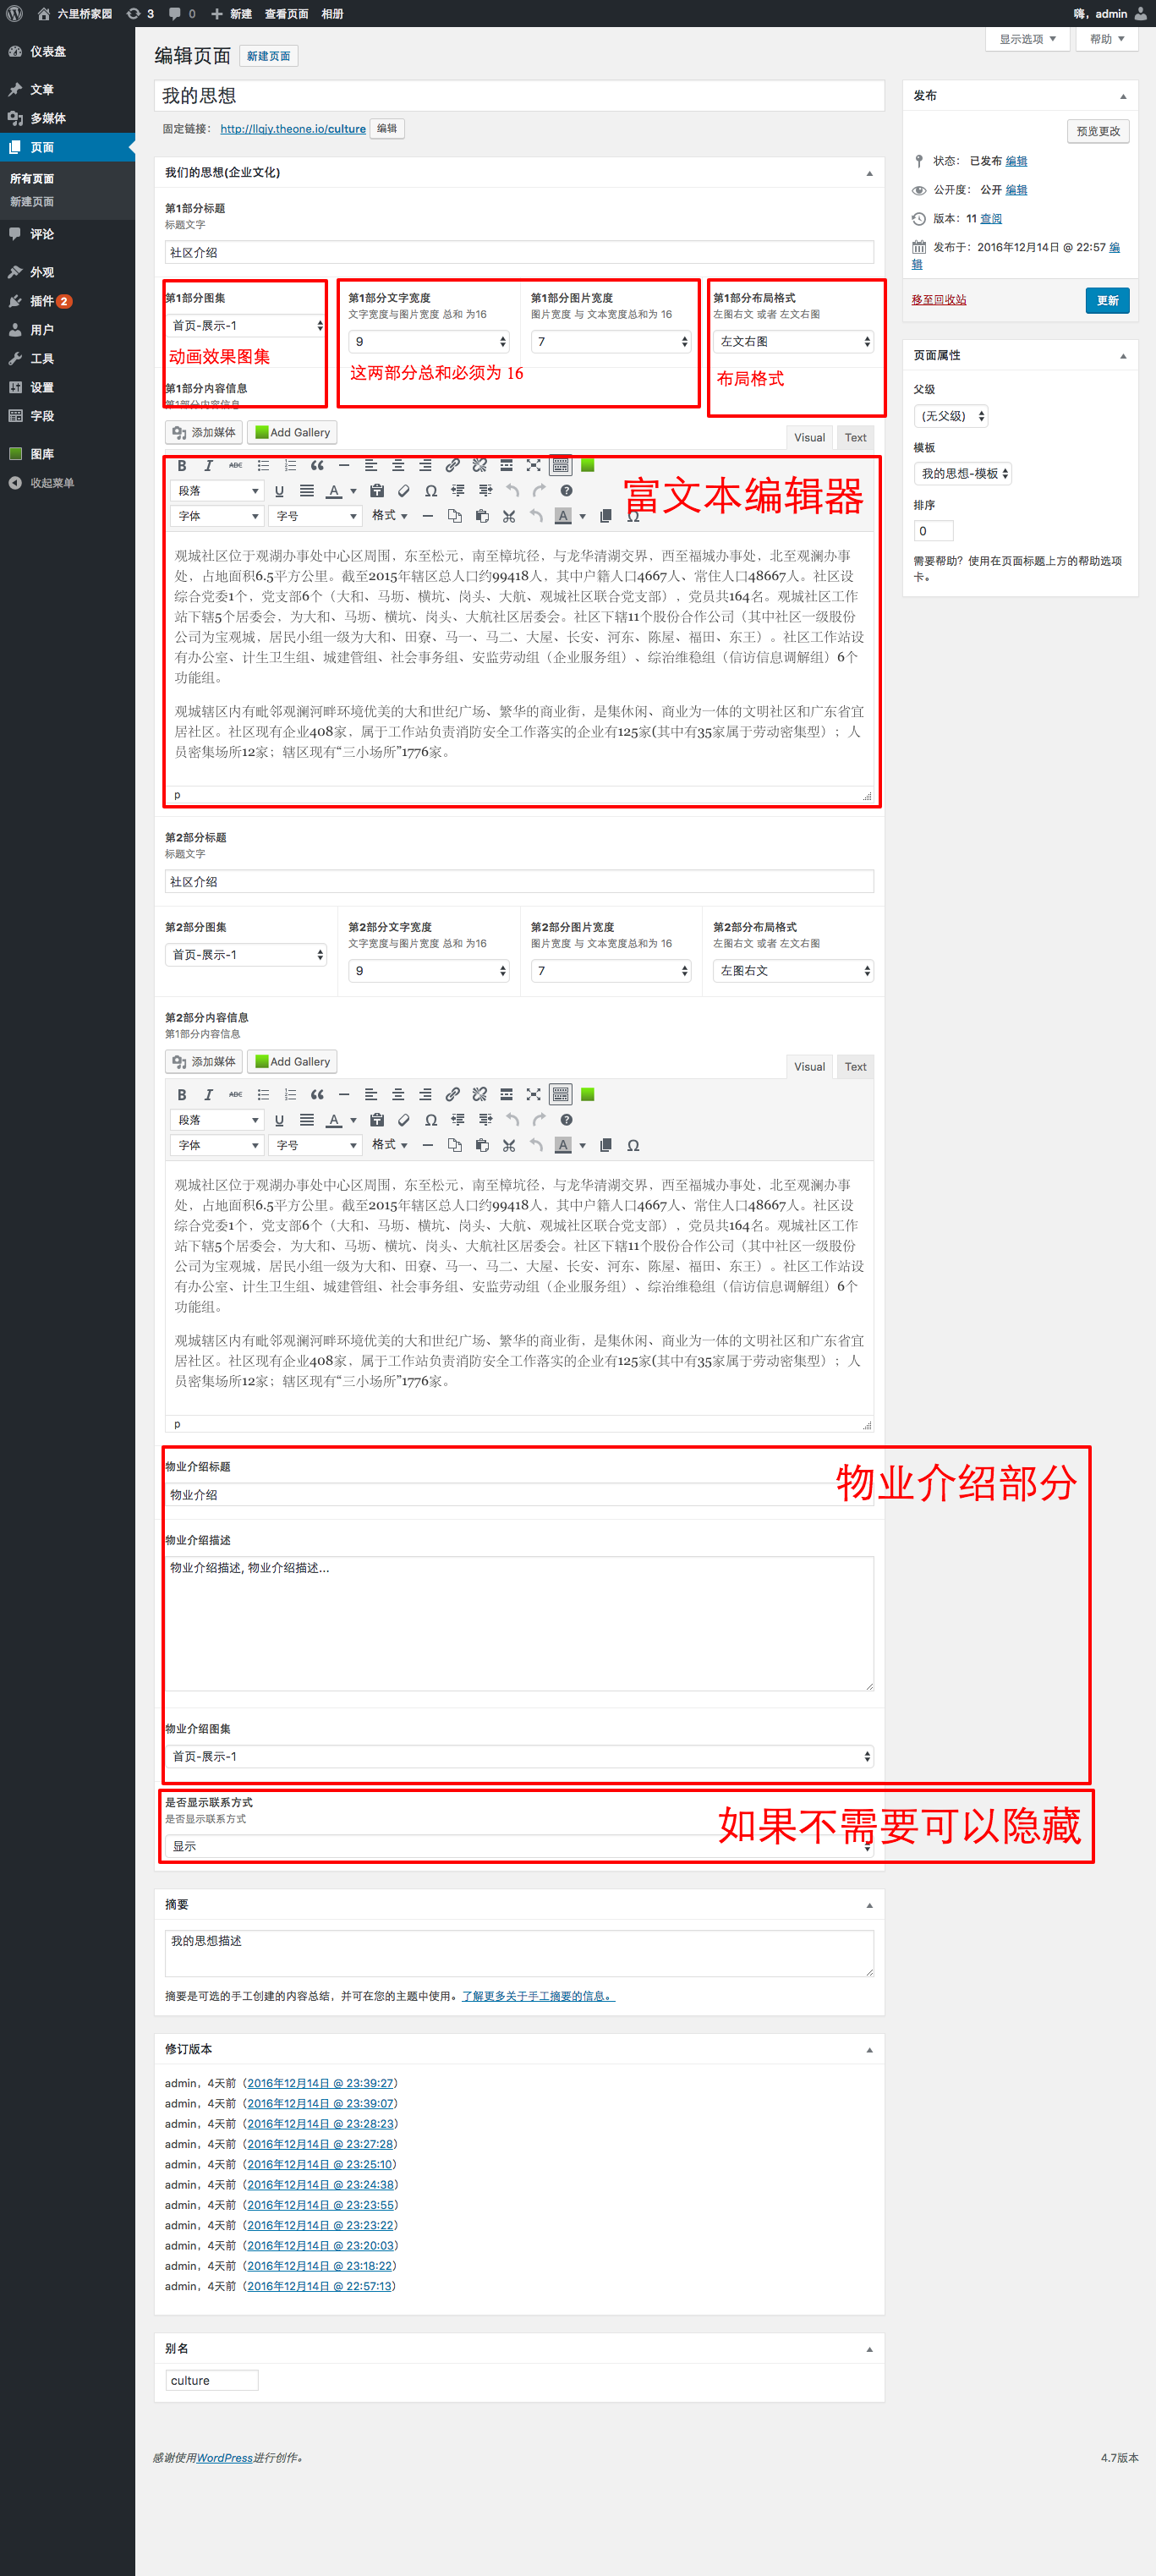 六里桥家园 3 0 新建 查看页面 相册 嗨，admin
仪表盘
文章
多媒体
页面
所有页面
新建页面
评论
外观
插件 2
用户
工具
设置
字段
图库
收起菜单
显示选项 帮助
编辑页面 新建页面
我的思想
固定链接： http://llqjy.theone.io/culture 编辑
我们的思想(企业文化)
第1部分标题
标题文字
社区介绍
第1部分图集
首页-展示-1
动画效果图集
第1部分文字宽度
文字宽度与图片宽度 总和 为16
9
第1部分图片宽度
图片宽度 与 文本宽度总和为 16
7
这两部分总和必须为 16
第1部分布局格式
左图右文 或者 左文右图
左文右图
布局格式
第1部分内容信息
第1部分内容信息
添加媒体 Add Gallery Visual Text
B I ABC
段落 U A Ω
字体 字号 格式 A Ω
富文本编辑器
观城社区位于观湖办事处中心区周围，东至松元，南至樟坑径，与龙华清湖交界，西至福城办事处，北至观澜办事
处，占地面积6.5平方公里。截至2015年辖区总人口约99418人，其中户籍人口4667人、常住人口48667人。社区设
综合党委1个，党支部6个（大和、马坜、横坑、岗头、大航、观城社区联合党支部），党员共164名。观城社区工作
站下辖5个居委会，为大和、马坜、横坑、岗头、大航社区居委会。社区下辖11个股份合作公司（其中社区一级股份
公司为宝观城，居民小组一级为大和、田寮、马一、马二、大屋、长安、河东、陈屋、福田、东王）。社区工作站设
有办公室、计生卫生组、城建管组、社会事务组、安监劳动组（企业服务组）、综治维稳组（信访信息调解组）6个
功能组。
观城辖区内有毗邻观澜河畔环境优美的大和世纪广场、繁华的商业街，是集休闲、商业为一体的文明社区和广东省宜
居社区。社区现有企业408家，属于工作站负责消防安全工作落实的企业有125家(其中有35家属于劳动密集型）；人
员密集场所12家；辖区现有“三小场所”1776家。
p
第2部分标题
标题文字
社区介绍
第2部分图集
首页-展示-1
第2部分文字宽度
文字宽度与图片宽度 总和 为16
9
第2部分图片宽度
图片宽度 与 文本宽度总和为 16
7
第2部分布局格式
左图右文 或者 左文右图
左图右文
第2部分内容信息
第1部分内容信息
添加媒体 Add Gallery Visual Text
B I ABC
段落 U A Ω
字体 字号 格式 A Ω
观城社区位于观湖办事处中心区周围，东至松元，南至樟坑径，与龙华清湖交界，西至福城办事处，北至观澜办事
处，占地面积6.5平方公里。截至2015年辖区总人口约99418人，其中户籍人口4667人、常住人口48667人。社区设
综合党委1个，党支部6个（大和、马坜、横坑、岗头、大航、观城社区联合党支部），党员共164名。观城社区工作
站下辖5个居委会，为大和、马坜、横坑、岗头、大航社区居委会。社区下辖11个股份合作公司（其中社区一级股份
公司为宝观城，居民小组一级为大和、田寮、马一、马二、大屋、长安、河东、陈屋、福田、东王）。社区工作站设
有办公室、计生卫生组、城建管组、社会事务组、安监劳动组（企业服务组）、综治维稳组（信访信息调解组）6个
功能组。
观城辖区内有毗邻观澜河畔环境优美的大和世纪广场、繁华的商业街，是集休闲、商业为一体的文明社区和广东省宜
居社区。社区现有企业408家，属于工作站负责消防安全工作落实的企业有125家(其中有35家属于劳动密集型）；人
员密集场所12家；辖区现有“三小场所”1776家。
p
物业介绍标题
物业介绍
物业介绍部分
物业介绍描述
物业介绍描述, 物业介绍描述...
物业介绍图集
首页-展示-1
是否显示联系方式
是否显示联系方式
显示
如果不需要可以隐藏
摘要
我的思想描述
摘要是可选的手工创建的内容总结，并可在您的主题中使用。了解更多关于手工摘要的信息。
修订版本
admin，4天前（2016年12月14日 @ 23:39:27）
admin，4天前（2016年12月14日 @ 23:39:07）
admin，4天前（2016年12月14日 @ 23:28:23）
admin，4天前（2016年12月14日 @ 23:27:28）
admin，4天前（2016年12月14日 @ 23:25:10）
admin，4天前（2016年12月14日 @ 23:24:38）
admin，4天前（2016年12月14日 @ 23:23:55）
admin，4天前（2016年12月14日 @ 23:23:22）
admin，4天前（2016年12月14日 @ 23:20:03）
admin，4天前（2016年12月14日 @ 23:18:22）
admin，4天前（2016年12月14日 @ 22:57:13）
别名
culture
发布
预览更改
状态： 已发布 编辑
公开度： 公开 编辑
版本：11 查阅
发布于：2016年12月14日 @ 22:57 编
辑
移至回收站 更新
页面属性
父级
(无父级)
模板
我的思想-模板
排序
0
需要帮助？使用在页面标题上方的帮助选项
卡。
感谢使用WordPress进行创作。 4.7版本